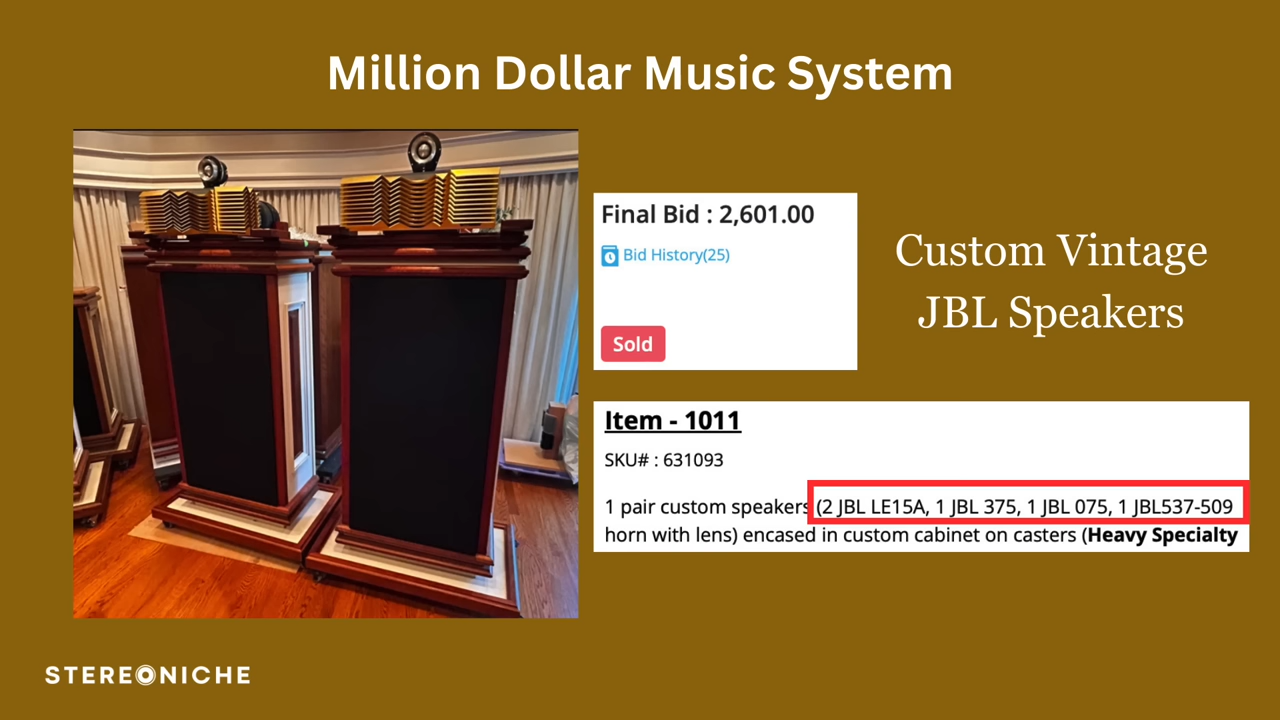 Million Dollar Music System
Final Bid : 2,601.00
Bid History(25)
Sold
Custom Vintage
JBL Speakers
Item - 1011
SKU# : 631093
1 pair custom speakers (2 JBL LE15A, 1 JBL 375, 1 JBL 075, 1 JBL537-509
horn with lens) encased in custom cabinet on casters (Heavy Specialty
STEREONICHE